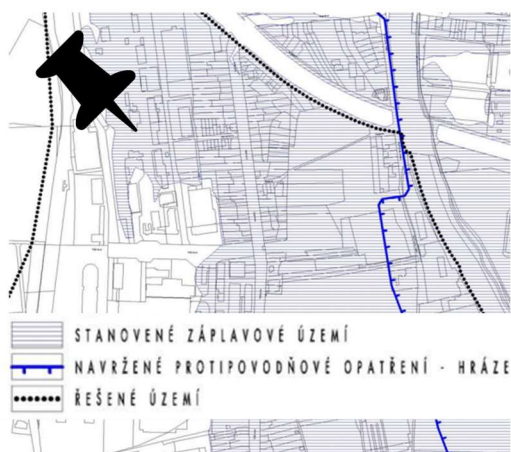 STANOVENÉ ZÁPLAVOVÉ ÚZEMÍ
NAVRŽENÉ PROTIPOVODŇOVÉ OPATŘENÍ - HRÁZE
ŘEŠENÉ ÚZEMÍ